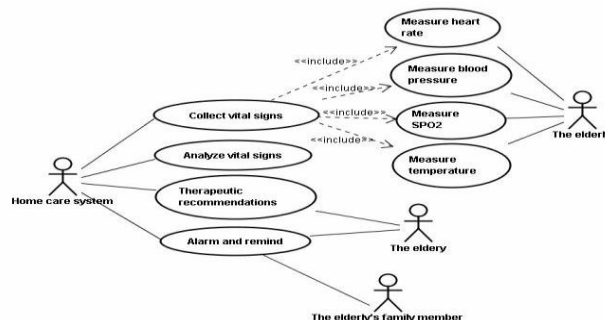 Measure heart
rate
<<include>>
Measure blood
pressure
<<include>>
Collect vital signs
<<include>>
Measure
SPO2
The elderl
<<include>>
Analyze vital signs
Measure
temperature
Therapeutic
recommendations
Home care system
Alarm and remind
The eldery
The elderly's family member